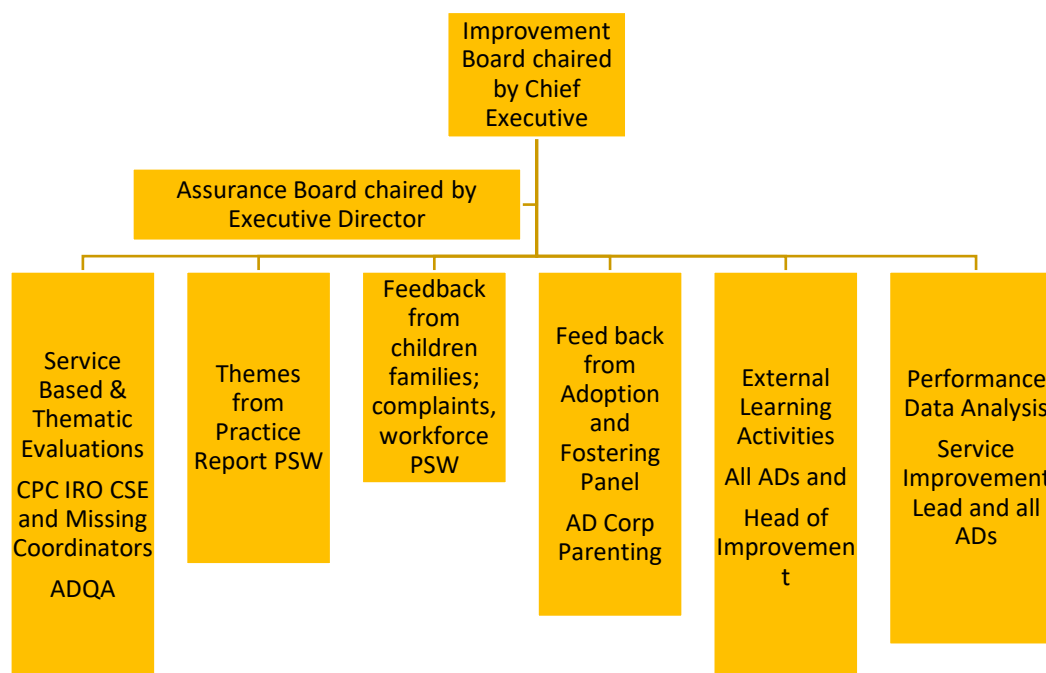 Improvement
Board chaired
by Chief
Executive
Assurance Board chaired by
Executive Director
Service
Based &
Thematic
Evaluations
CPC IRO CSE
and Missing
Coordinators
ADQA
Themes
from
Practice
Report PSW
Feedback
from
children
families;
complaints,
workforce
PSW
Feed back
from
Adoption
and
Fostering
Panel
AD Corp
Parenting
External
Learning
Activities
All ADs and
Head of
Improvemen
t
Performance
Data Analysis
Service
Improvement
Lead and all
ADs